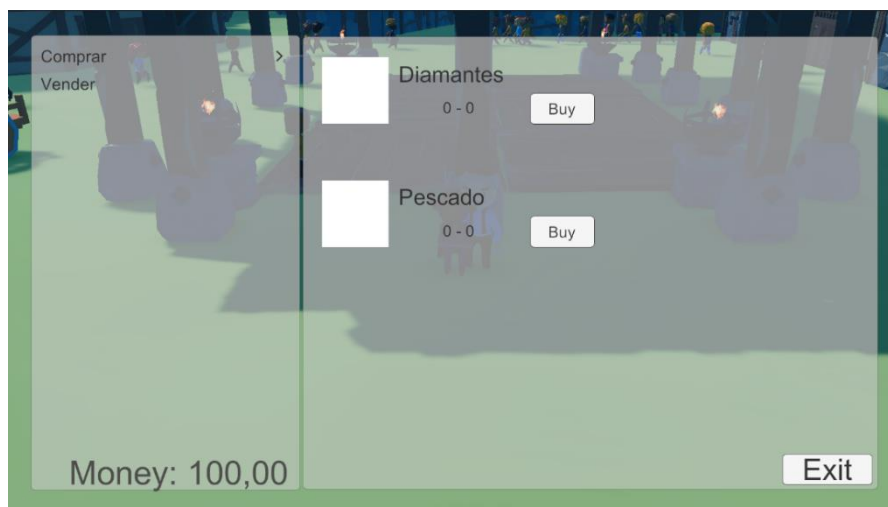 Comprar >
Vender
Diamantes
0 - 0
Buy
Pescado
0 - 0
Buy
Money: 100,00
Exit